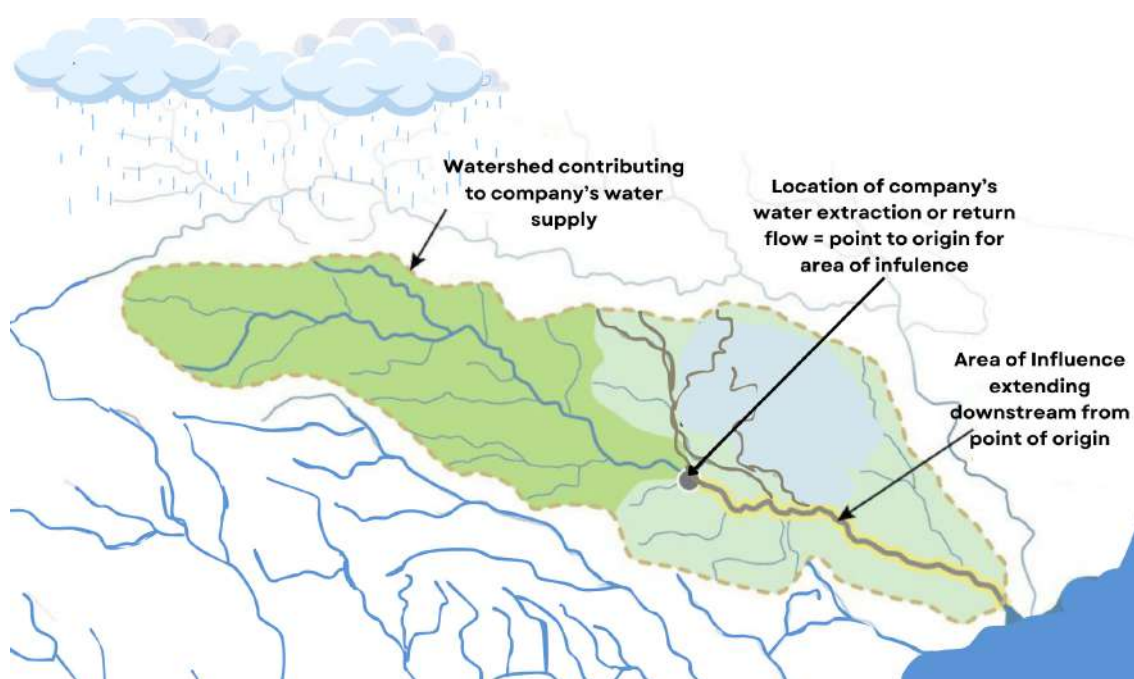 Watershed contributing
to company's water
supply
Location of company's
water extraction or return
flow = point to origin for
area of infulence
Area of Influence
extending
downstream from
point of origin